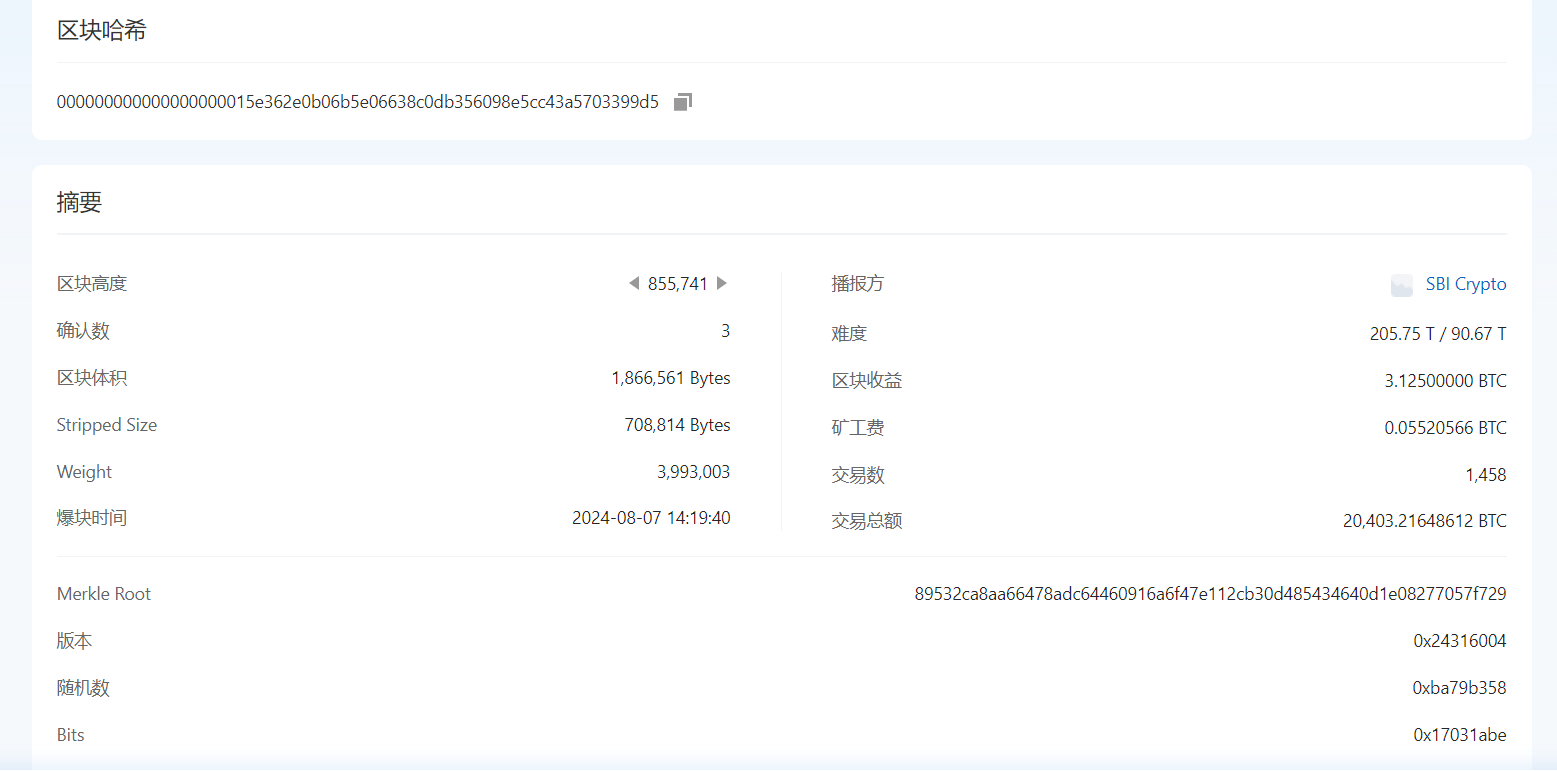 区块哈希
000000000000000000015e362e0b06b5e06638c0db356098e5cc43a5703399d5
摘要
区块高度 855,741
确认数 3
区块体积 1,866,561 Bytes
Stripped Size 708,814 Bytes
Weight 3,993,003
爆块时间 2024-08-07 14:19:40
播报方 SBI Crypto
难度 205.75 T / 90.67 T
区块收益 3.12500000 BTC
矿工费 0.05520566 BTC
交易数 1,458
交易总额 20,403.21648612 BTC
Merkle Root 89532ca8aa66478adc64460916a6f47e112cb30d485434640d1e08277057f729
版本 0x24316004
随机数 0xba79b358
Bits 0x17031abe